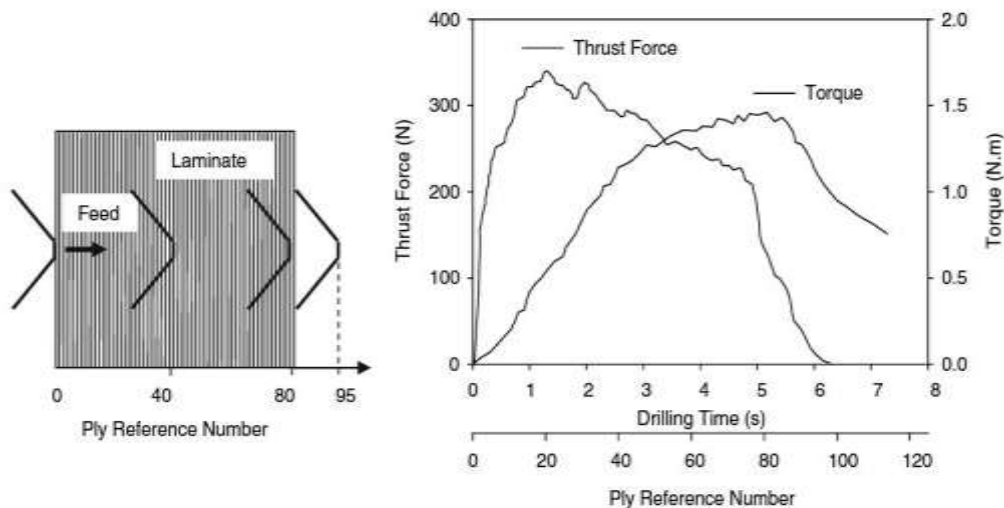 Laminate
Feed
0 40 80 95
Ply Reference Number
400
300
200
100
0
Thrust Force (N)
Thrust Force
Torque
2.0
1.5
1.0
0.5
0.0
Torque (N.m)
0 1 2 3 4 5 6 7 8
Drilling Time (s)
0 20 40 60 80 100 120
Ply Reference Number